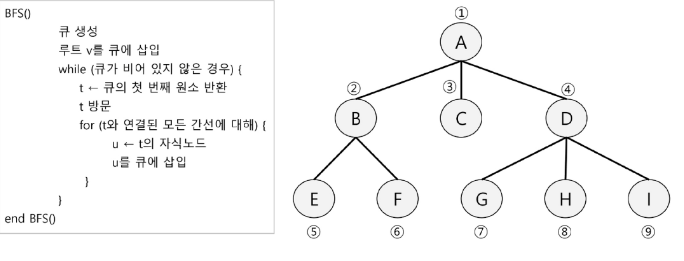 BFS()
큐 생성
루트 v를 큐에 삽입
while (큐가 비어 있지 않은 경우) {
t ← 큐의 첫 번째 원소 반환
t 방문
for (t와 연결된 모든 간선에 대해) {
u ← t의 자식노드
u를 큐에 삽입
}
}
end BFS()
①
A
② ③ ④
B C D
E F G H I
⑤ ⑥ ⑦ ⑧ ⑨